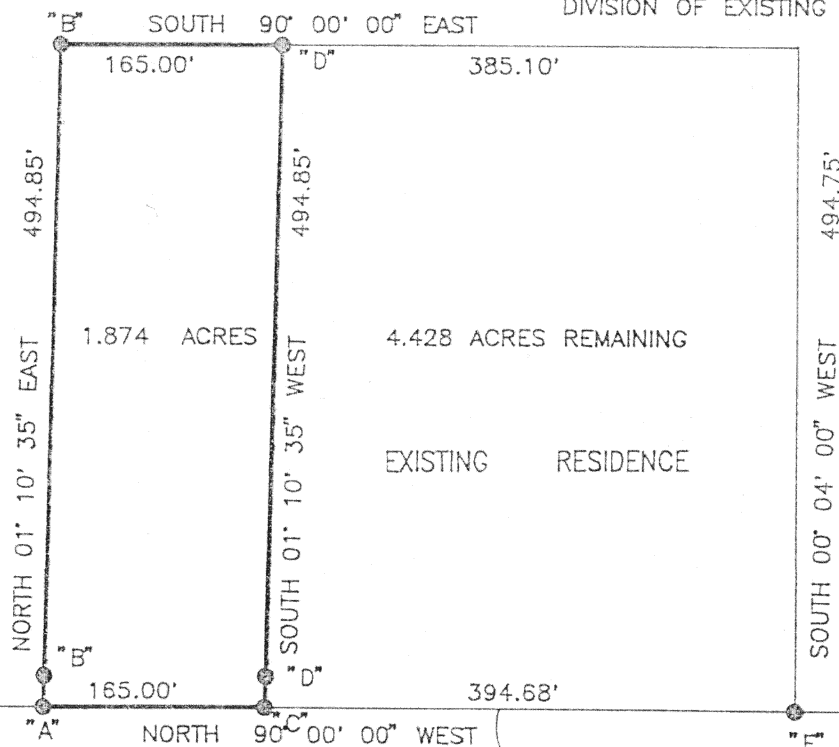 DIVISION OF EXISTING
"B" SOUTH 90° 00' 00" EAST
165.00' "D" 385.10'
494.85'
494.85'
494.75'
1.874 ACRES
4.428 ACRES REMAINING
NORTH 01° 10' 35" EAST
SOUTH 01° 10' 35" WEST
SOUTH 00° 04' 00" WEST
EXISTING RESIDENCE
"B"
"D"
165.00'
394.68'
"A" NORTH 90° 00' 00" WEST
"C"